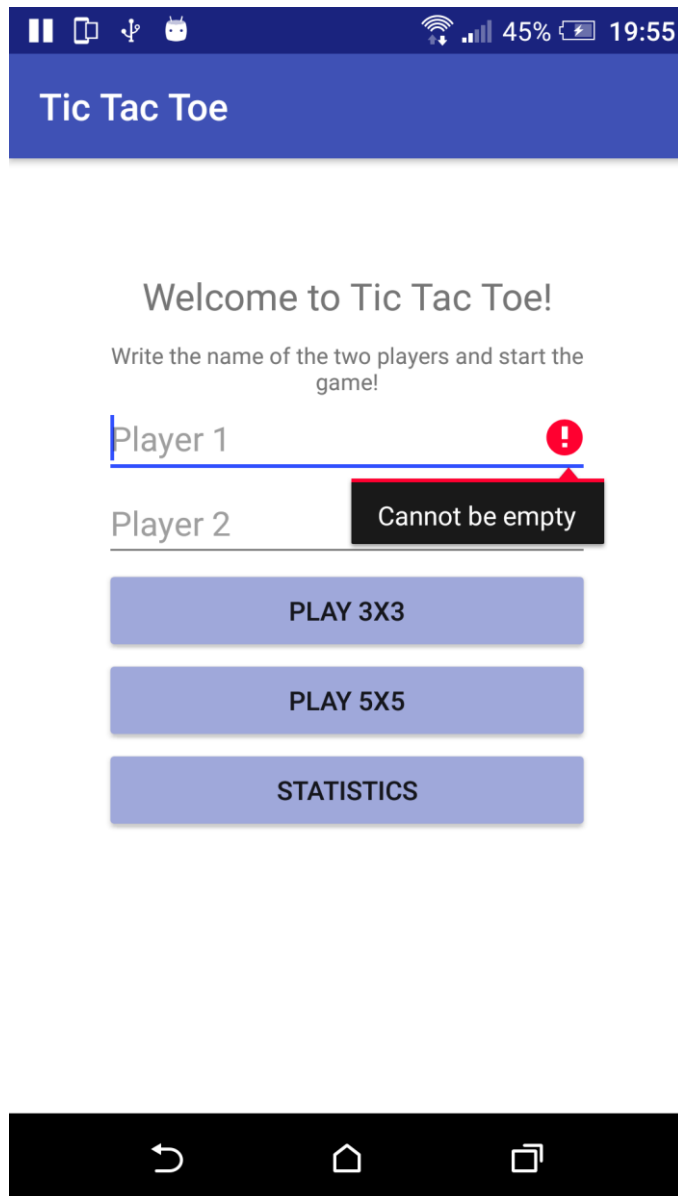 45% 19:55
Tic Tac Toe
Welcome to Tic Tac Toe!
Write the name of the two players and start the
game!
Player 1
Cannot be empty
Player 2
PLAY 3X3
PLAY 5X5
STATISTICS